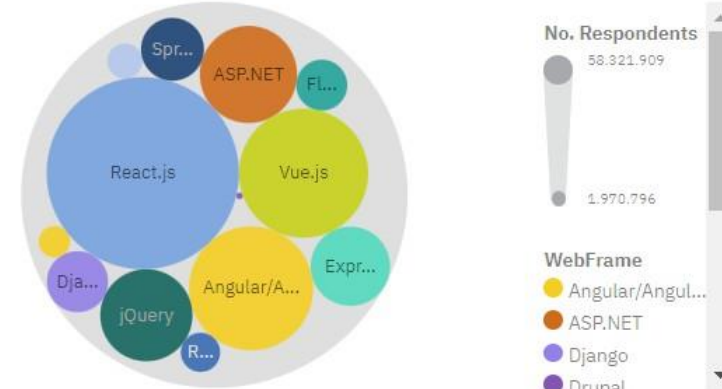 Spr...
ASP.NET
Fl...
React.js
Vue.js
Dja...
jQuery
Angular/A...
Expr...
R...
No. Respondents
58.321.909
1.970.796
WebFrame
Angular/Angul...
ASP.NET
Django
Drupal